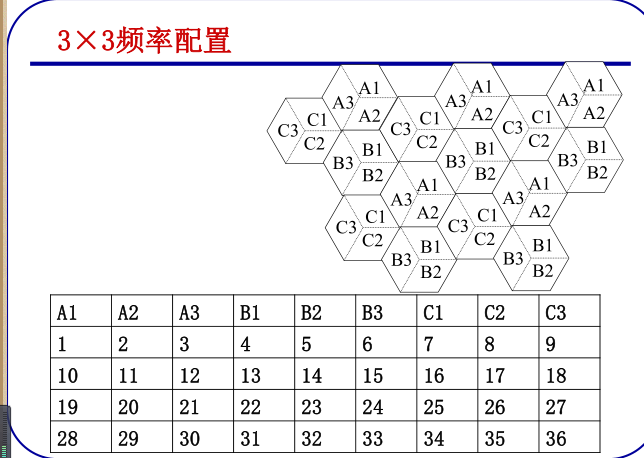 3×3频率配置
A1 A1 A1
A3 A2 A3 A2 A3 A2
C3 C1 C2 C3 C1 C2 C3 C1 C2
B3 B1 B2 B3 B1 B2 B3 B1 B2
A3 A1 A2 A3 A1 A2
C3 C1 C2 C3 C1 C2
B3 B1 B2 B3 B1 B2
A1 A2 A3 B1 B2 B3 C1 C2 C3
1 2 3 4 5 6 7 8 9
10 11 12 13 14 15 16 17 18
19 20 21 22 23 24 25 26 27
28 29 30 31 32 33 34 35 36